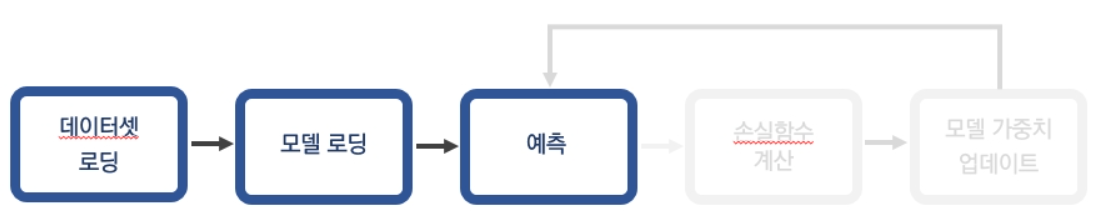 데이터셋
로딩
모델 로딩
예측
손실함수
계산
모델 가중치
업데이트